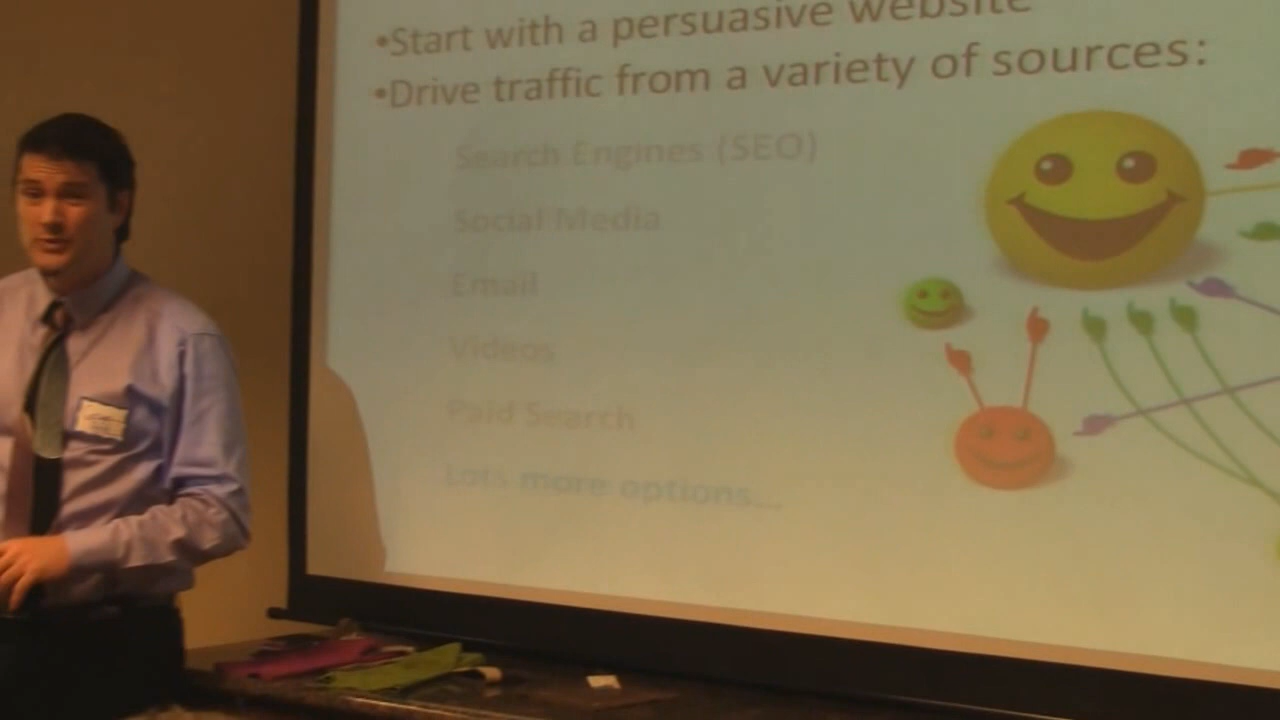 •Start with a persuasive website
•Drive traffic from a variety of sources:
Search Engines (SEO)
Social Media
Email
Videos
Paid Search
Lots more options...